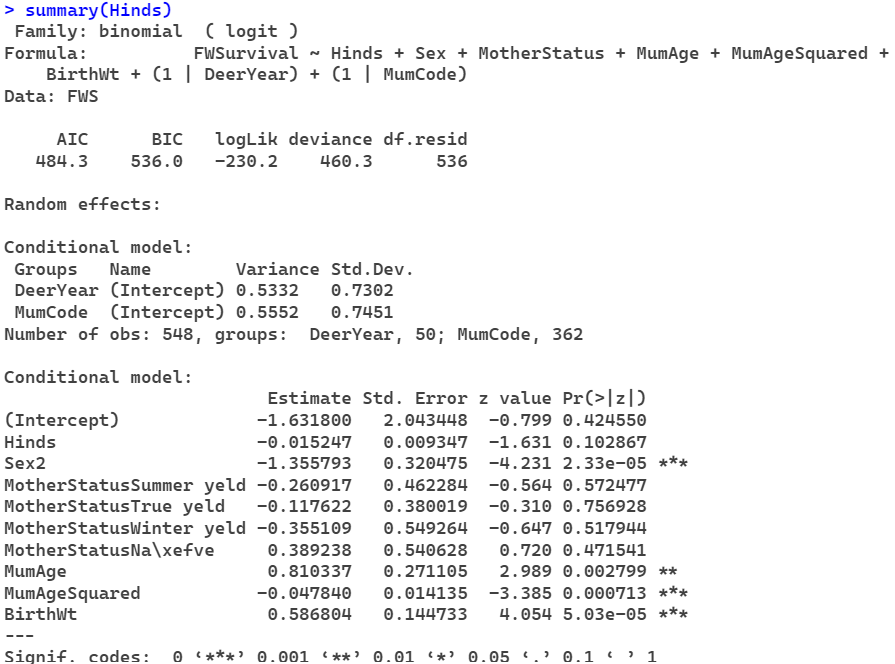 > summary(Hinds)
 Family: binomial  ( logit )
Formula:          FWSurvival ~ Hinds + Sex + MotherStatus + MumAge + MumAgeSquared +
    BirthWt + (1 | DeerYear) + (1 | MumCode)
Data: FWS
     AIC      BIC   logLik deviance df.resid
   484.3    536.0   -230.2    460.3      536
Random effects:
Conditional model:
 Groups   Name        Variance Std.Dev.
 DeerYear (Intercept) 0.5332   0.7302
 MumCode  (Intercept) 0.5552   0.7451
Number of obs: 548, groups:  DeerYear, 50; MumCode, 362
Conditional model:
                         Estimate Std. Error z value Pr(>|z|)
(Intercept)             -1.631800   2.043448  -0.799 0.424550
Hinds                   -0.015247   0.009347  -1.631 0.102867
Sex2                    -1.355793   0.320475  -4.231 2.33e-05 ***
MotherStatusSummer yeld -0.260917   0.462284  -0.564 0.572477
MotherStatusTrue yeld   -0.117622   0.380019  -0.310 0.756928
MotherStatusWinter yeld -0.355109   0.549264  -0.647 0.517944
MotherStatusNa\xefve     0.389238   0.540628   0.720 0.471541
MumAge                   0.810337   0.271105   2.989 0.002799 **
MumAgeSquared           -0.047840   0.014135  -3.385 0.000713 ***
BirthWt                  0.586804   0.144733   4.054 5.03e-05 ***
---
Signif. codes:  0 ‘***’ 0.001 ‘**’ 0.01 ‘*’ 0.05 ‘.’ 0.1 ‘ ’ 1